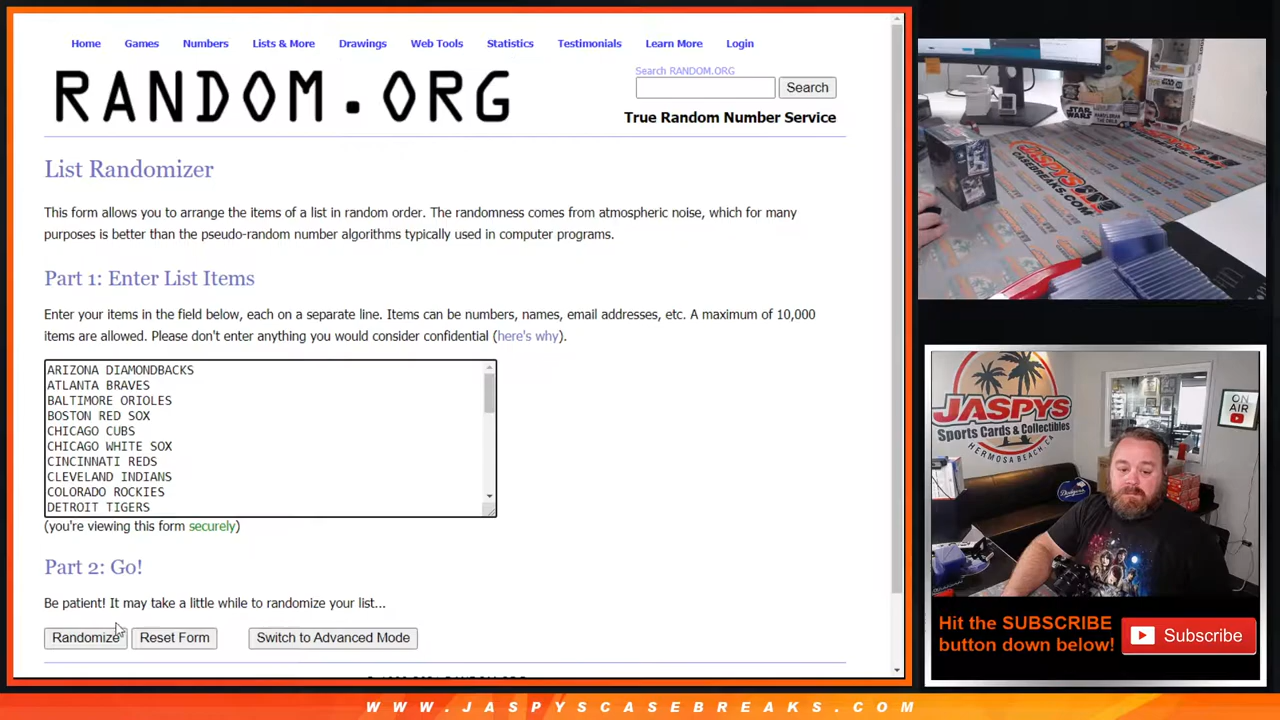 Home Games Numbers Lists & More Drawings Web Tools Statistics Testimonials Learn More Login
RANDOM.ORG
Search RANDOM.ORG
Search
True Random Number Service
List Randomizer
This form allows you to arrange the items of a list in random order. The randomness comes from atmospheric noise, which for many
purposes is better than the pseudo-random number algorithms typically used in computer programs.
Part 1: Enter List Items
Enter your items in the field below, each on a separate line. Items can be numbers, names, email addresses, etc. A maximum of 10,000
items are allowed. Please don't enter anything you would consider confidential (here's why).
ARIZONA DIAMONDBACKS
ATLANTA BRAVES
BALTIMORE ORIOLES
BOSTON RED SOX
CHICAGO CUBS
CHICAGO WHITE SOX
CINCINNATI REDS
CLEVELAND INDIANS
COLORADO ROCKIES
DETROIT TIGERS
(you're viewing this form securely)
Part 2: Go!
Be patient! It may take a little while to randomize your list...
Randomize Reset Form Switch to Advanced Mode
STAR WARS
JASPYS
CASEBREAKS.COM
JASPYS
Sports Cards & Collectibles
HERMOSA BEACH, CA
ON AIR
Dodgers
Hit the SUBSCRIBE
button down below!
Subscribe
WWW.JASPYSCASEBREAKS.COM